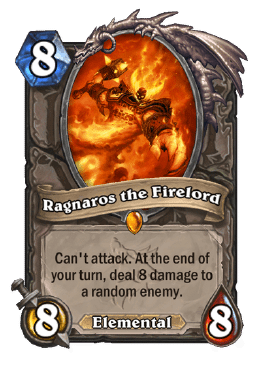 8
Ragnaros the Firelord
Can't attack. At the end of
your turn, deal 8 damage to
a random enemy.
8
Elemental
8